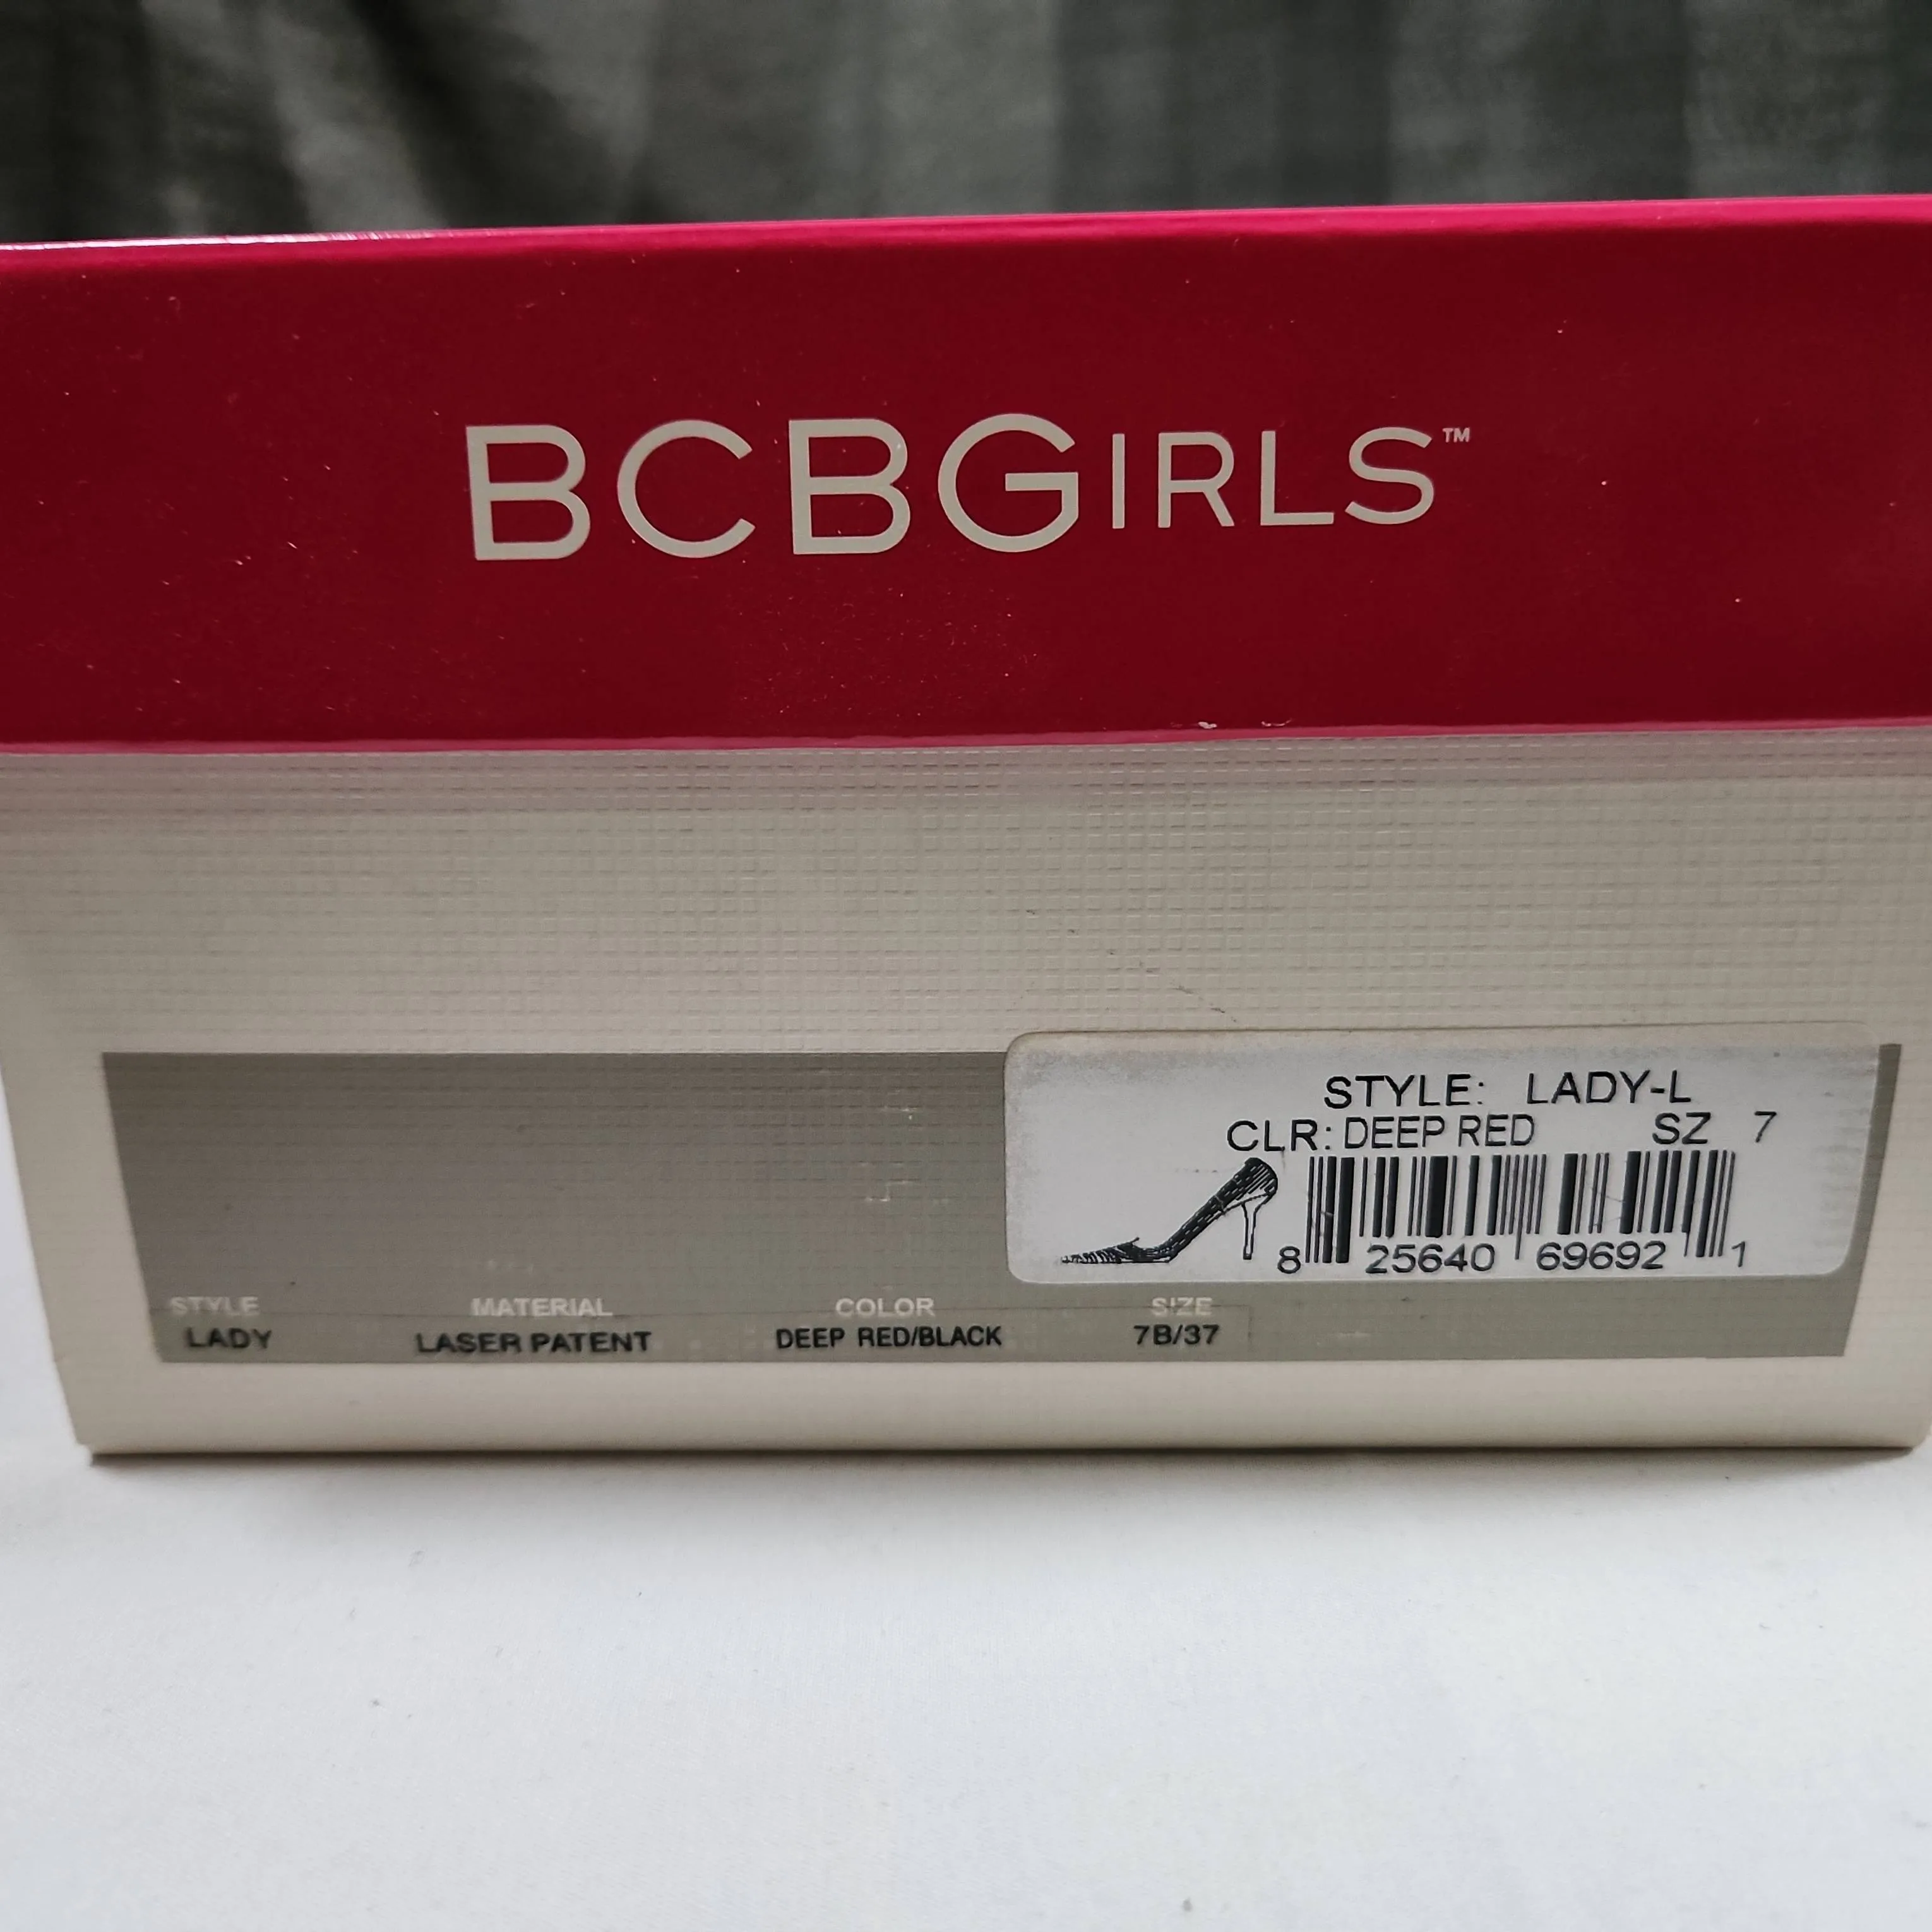 BCBGIRLS™
STYLE: LADY-L
CLR: DEEP RED SZ 7
8 25640 69692 1
STYLE MATERIAL COLOR SIZE
LADY LASER PATENT DEEP RED/BLACK 7B/37